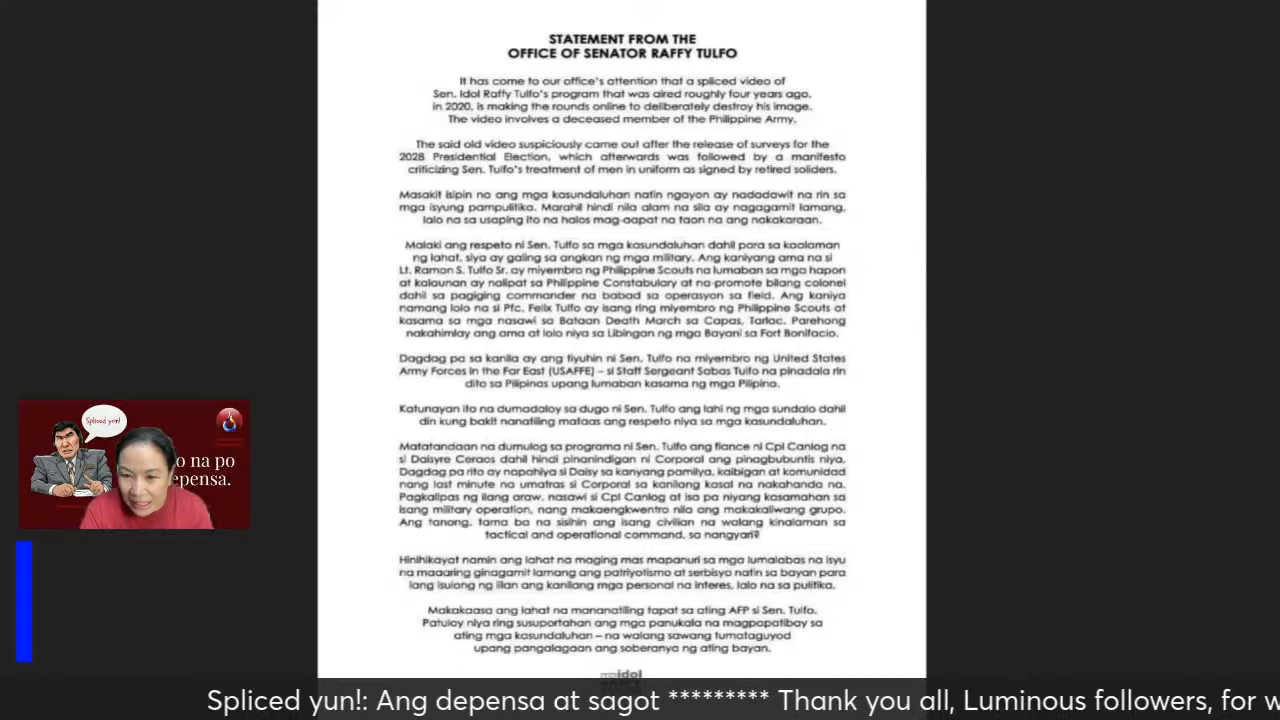 STATEMENT FROM THE
OFFICE OF SENATOR RAFFY TULFO
It has come to our office's attention that a spliced video of
Sen. Idol Raffy Tulfo's program that was aired roughly four years ago,
in 2020, is making the rounds online to deliberately destroy his image.
The video involves a deceased member of the Philippine Army.
The said old video suspiciously came out after the release of surveys for the
2028 Presidential Election, which afterwards was followed by a manifesto
criticizing Sen. Tulfo's treatment of men in uniform as signed by retired soliders.
Masakit isipin na ang mga kasundaluhan natin ngayon ay nadadawit na rin sa
mga isyung pampulitika. Marahil hindi nila alam na sila ay nagagamit lamang,
lalo na sa usaping ito na halos mag-aapat na taon na ang nakakaraan.
Malaki ang respeto ni Sen. Tulfo sa mga kasundaluhan dahil para sa kaalaman
ng lahat, siya ay galing sa angkan ng mga military. Ang kaniyang ama na si
Lt. Ramon S. Tulfo Sr. ay miyembro ng Philippine Scouts na lumaban sa mga hapon
at kalaunan ay nalipat sa Philippine Constabulary at na-promote bilang colonel
dahil sa pagiging commander na babad sa operasyon sa field. Ang kaniya
namang lolo na si Pfc. Felix Tulfo ay isang ring miyembro ng Philippine Scouts at
kasama sa mga nasawi sa Bataan Death March sa Capas, Tarlac. Parehong
nakahimlay ang ama at lolo niya sa Libingan ng mga Bayani sa Fort Bonifacio.
Dagdag pa sa kanila ay ang tiyuhin ni Sen. Tulfo na miyembro ng United States
Army Forces in the Far East (USAFFE) – si Staff Sergeant Sabas Tulfo na pinadala rin
dito sa Pilipinas upang lumaban kasama ng mga Pilipino.
Katunayan ito na dumadaloy sa dugo ni Sen. Tulfo ang lahi ng mga sundalo dahil
din kung bakit nanatiling mataas ang respeto niya sa mga kasundaluhan.
Matatandaan na dumulog sa programa ni Sen. Tulfo ang fiance ni Cpl Canlog na
si Daisyre Ceraos dahil hindi pinanindigan ni Corporal ang pinagbubuntis niya.
Dagdag pa rito ay napahiya si Daisy sa kanyang pamilya, kaibigan at komunidad
nang last minute na umatras si Corporal sa kanilang kasal na nakahanda na.
Pagkalipas ng ilang araw, nasawi si Cpl Canlog at isa pa niyang kasamahan sa
isang military operation, nang makaengkwentro nila ang makakaliwang grupo.
Ang tanong, tama ba na sisihin ang isang civilian na walang kinalaman sa
tactical and operational command, sa nangyari?
Hinihikayat namin ang lahat na maging mas mapanuri sa mga lumalabas na isyu
na maaaring ginagamit lamang ang patriyotismo at serbisyo natin sa bayan para
lang isulong ng iilan ang kanilang mga personal na interes, lalo na sa pulitika.
Makakaasa ang lahat na mananatiling tapat sa ating AFP si Sen. Tulfo.
Patuloy niya ring susuportahan ang mga panukala na magpapatibay sa
ating mga kasundaluhan – na walang sawang tumataguyod
upang pangalagaan ang soberanya ng ating bayan.
idol
Spliced yun!
o na po
epensa.
Spliced yun!: Ang depensa at sagot ********* Thank you all, Luminous followers, for w